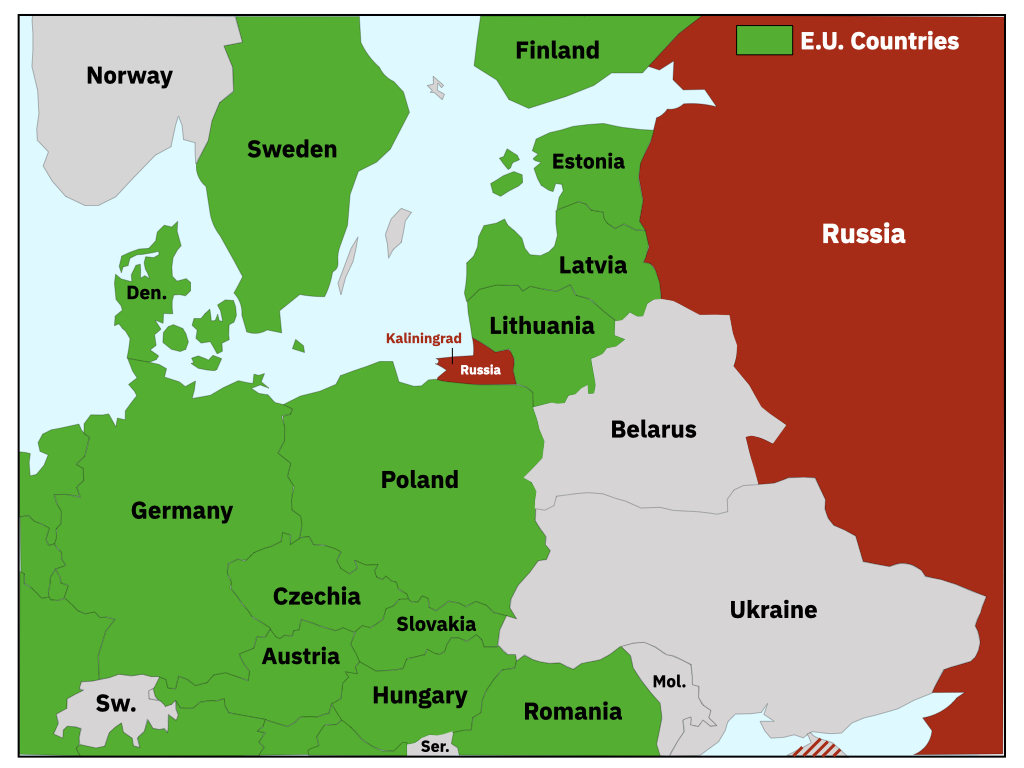 E.U. Countries
Finland
Norway
Sweden
Estonia
Russia
Latvia
Den.
Lithuania
Kaliningrad
Russia
Belarus
Poland
Germany
Czechia
Ukraine
Slovakia
Austria
Mol.
Hungary
Sw.
Romania
Ser.